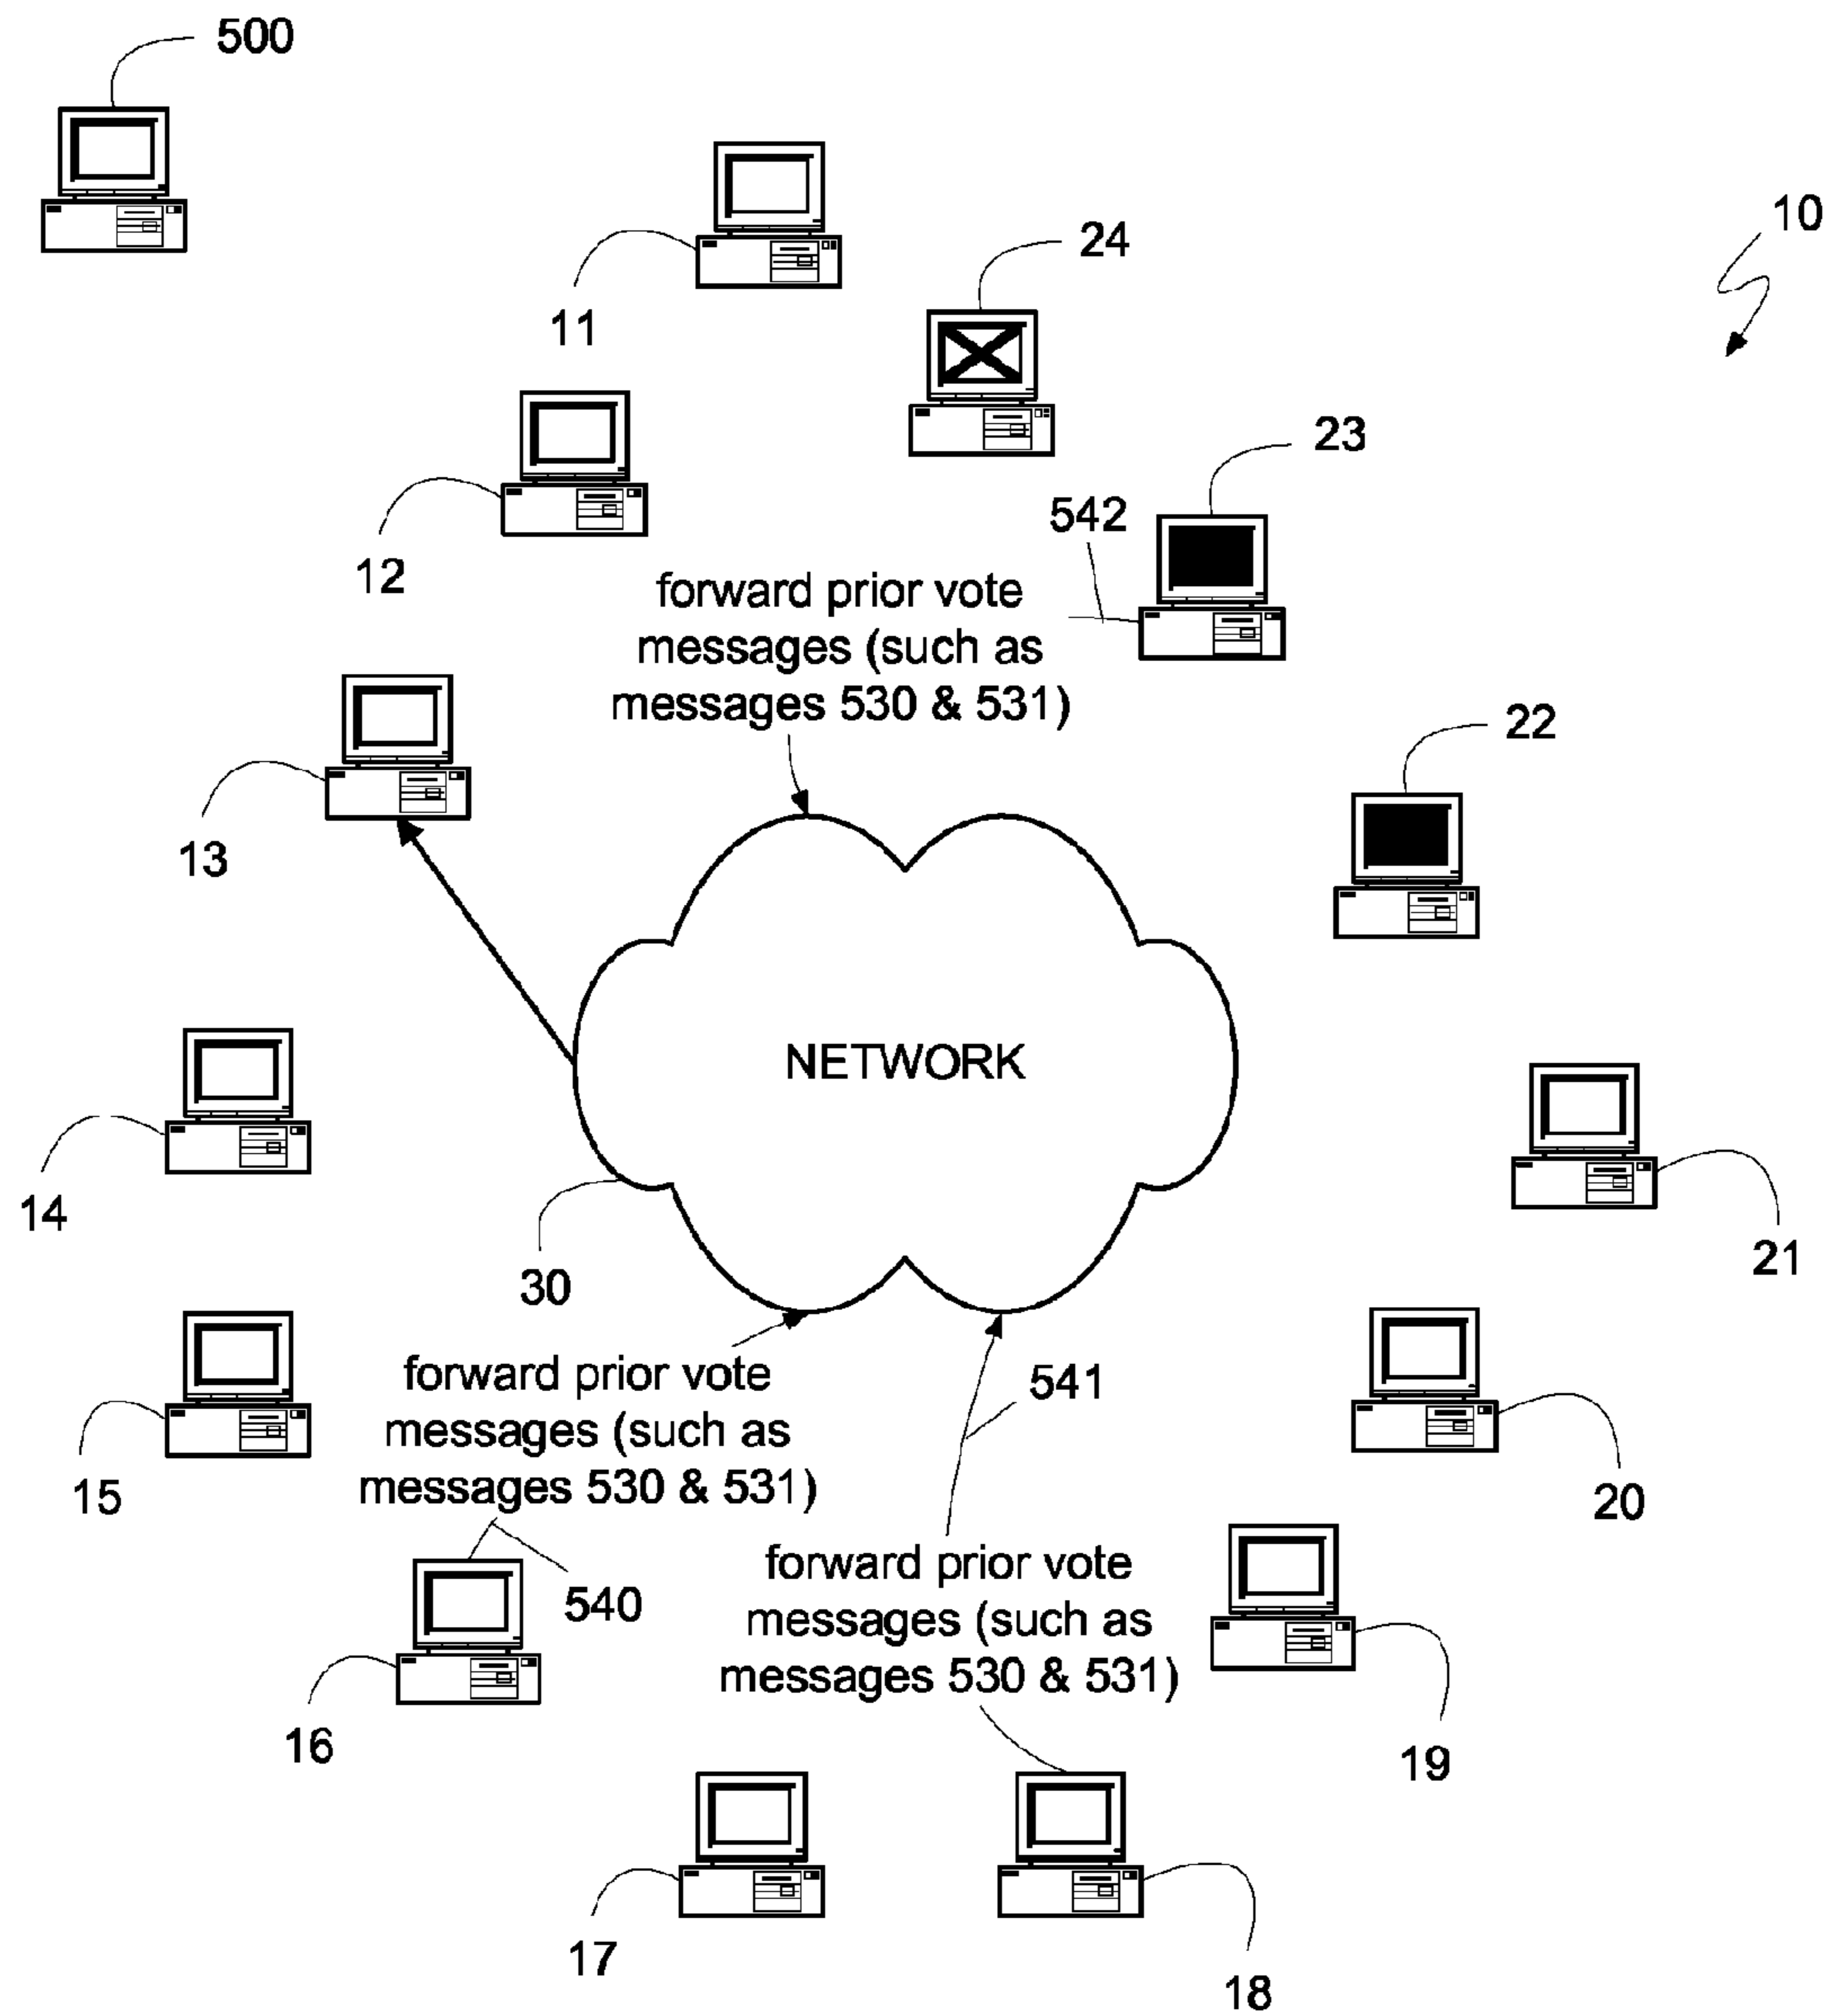 500
10
24
11
23
542
12
forward prior vote
messages (such as
messages 530 & 531)
22
13
NETWORK
14
21
30
forward prior vote
messages (such as
messages 530 & 531)
541
15
20
540
forward prior vote
messages (such as
messages 530 & 531)
16
19
17
18